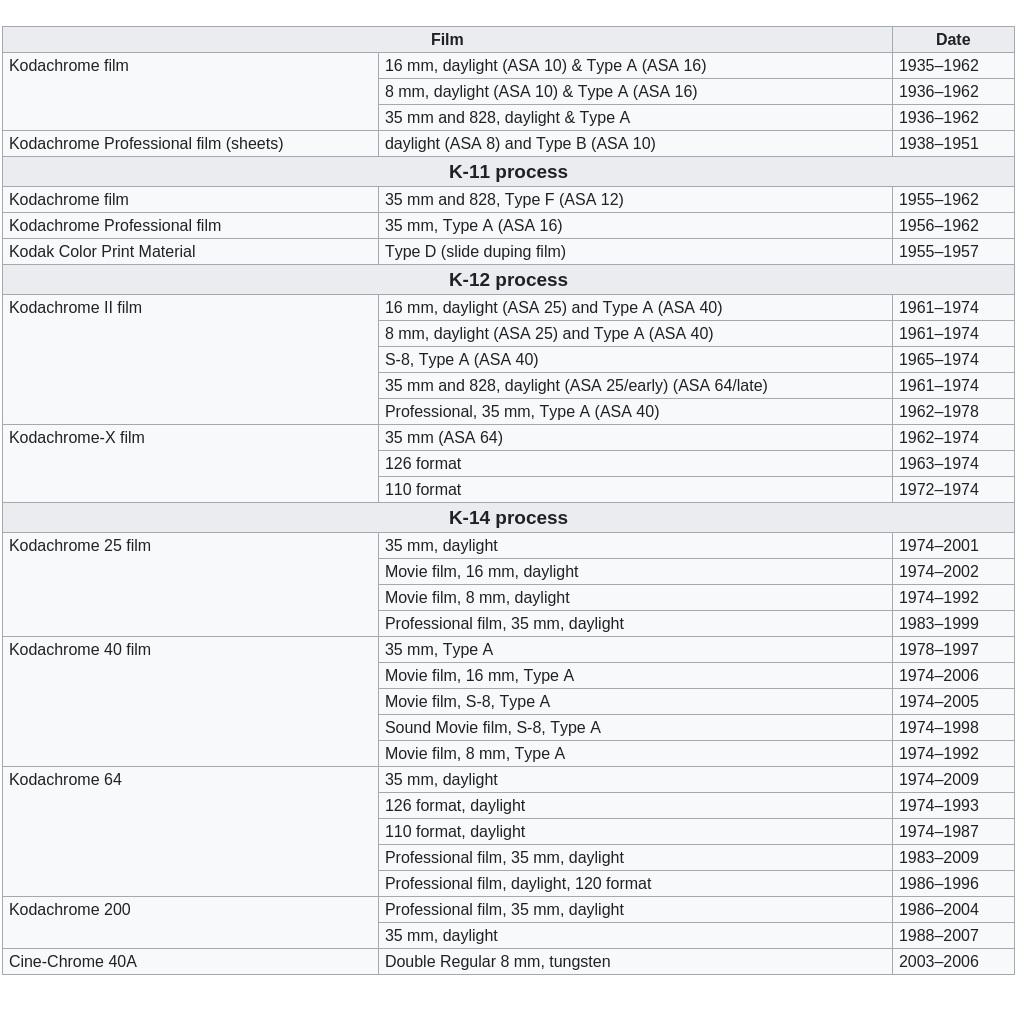 Film Date
Kodachrome film 16 mm, daylight (ASA 10) & Type A (ASA 16) 1935–1962
8 mm, daylight (ASA 10) & Type A (ASA 16) 1936–1962
35 mm and 828, daylight & Type A 1936–1962
Kodachrome Professional film (sheets) daylight (ASA 8) and Type B (ASA 10) 1938–1951
K-11 process
Kodachrome film 35 mm and 828, Type F (ASA 12) 1955–1962
Kodachrome Professional film 35 mm, Type A (ASA 16) 1956–1962
Kodak Color Print Material Type D (slide duping film) 1955–1957
K-12 process
Kodachrome II film 16 mm, daylight (ASA 25) and Type A (ASA 40) 1961–1974
8 mm, daylight (ASA 25) and Type A (ASA 40) 1961–1974
S-8, Type A (ASA 40) 1965–1974
35 mm and 828, daylight (ASA 25/early) (ASA 64/late) 1961–1974
Professional, 35 mm, Type A (ASA 40) 1962–1978
Kodachrome-X film 35 mm (ASA 64) 1962–1974
126 format 1963–1974
110 format 1972–1974
K-14 process
Kodachrome 25 film 35 mm, daylight 1974–2001
Movie film, 16 mm, daylight 1974–2002
Movie film, 8 mm, daylight 1974–1992
Professional film, 35 mm, daylight 1983–1999
Kodachrome 40 film 35 mm, Type A 1978–1997
Movie film, 16 mm, Type A 1974–2006
Movie film, S-8, Type A 1974–2005
Sound Movie film, S-8, Type A 1974–1998
Movie film, 8 mm, Type A 1974–1992
Kodachrome 64 35 mm, daylight 1974–2009
126 format, daylight 1974–1993
110 format, daylight 1974–1987
Professional film, 35 mm, daylight 1983–2009
Professional film, daylight, 120 format 1986–1996
Kodachrome 200 Professional film, 35 mm, daylight 1986–2004
35 mm, daylight 1988–2007
Cine-Chrome 40A Double Regular 8 mm, tungsten 2003–2006